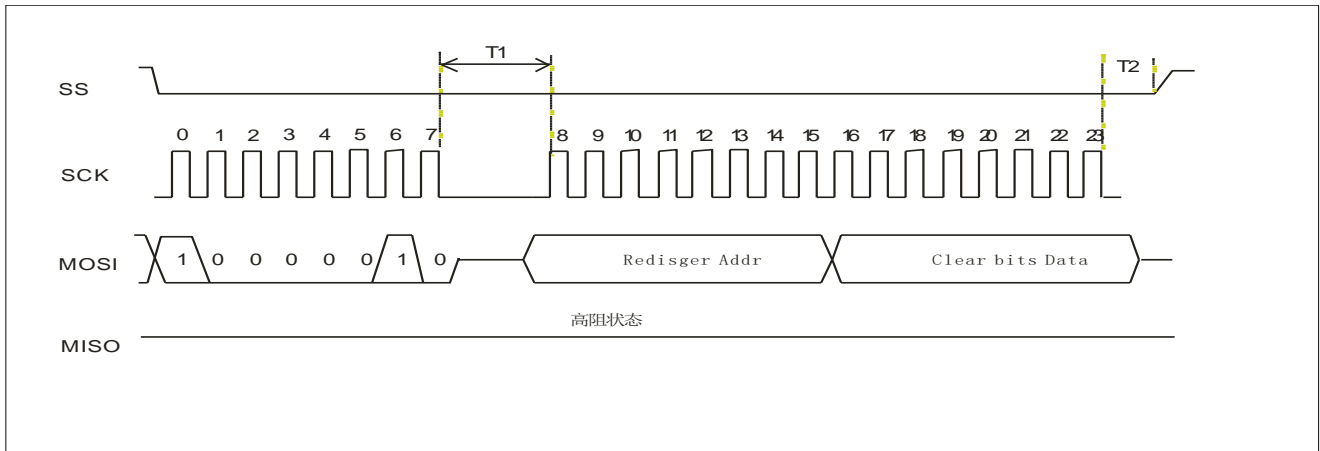 T1
T2
SS
0 1 2 3 4 5 6 7 8 9 10 11 12 13 14 15 16 17 18 19 20 21 22 23
SCK
MOSI 1 0 0 0 0 0 1 0 Redisger Addr Clear bits Data
高阻状态
MISO